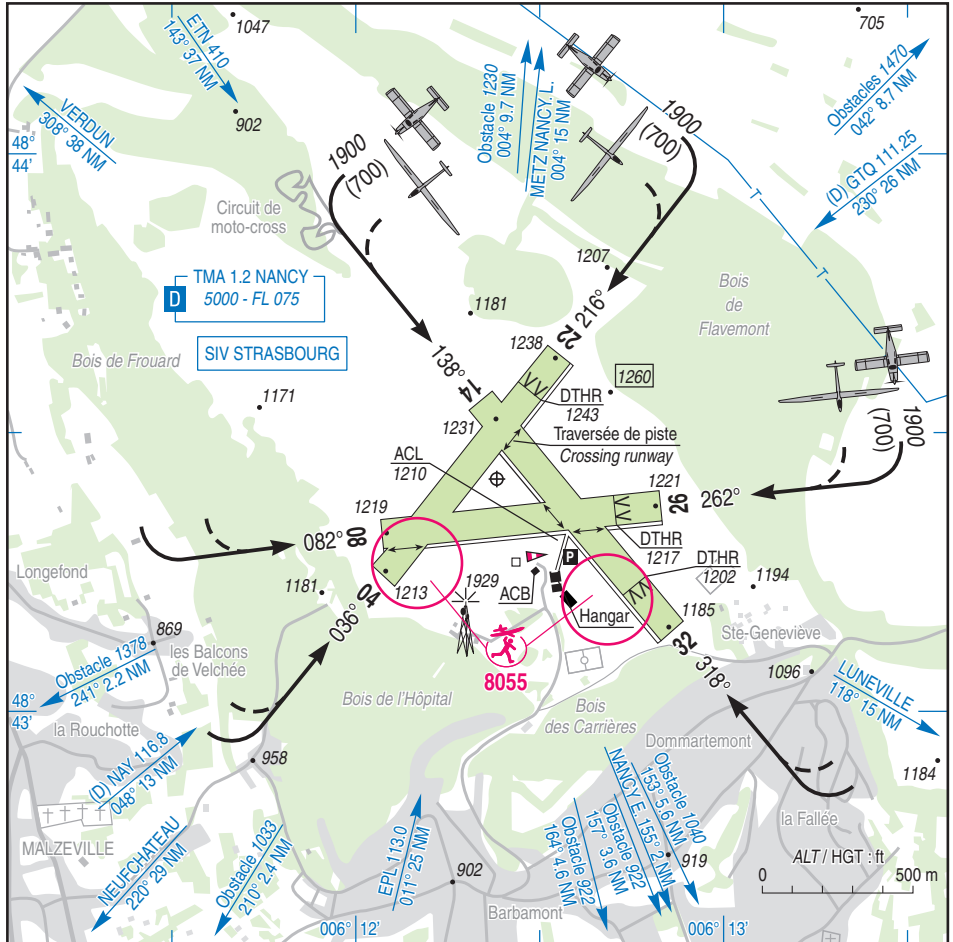 1047
705
ETN 410
143° 37 NM
902
VERDUN
308° 38 NM
48°
44'
1900
(700)
Obstacle 1230
004° 9.7 NM
METZ NANCY. L.
004° 15 NM
1900
(700)
Obstacles 1470
042° 8.7 NM
(D) GTQ 111.25
230° 26 NM
T
T
Circuit de
moto-cross
1207
Bois
de
Flavemont
D
TMA 1.2 NANCY
5000 - FL 075
1181
SIV STRASBOURG
Bois de Frouard
1171
138°
14
22
216°
1238
1260
DTHR
1243
1231
Traversée de piste
Crossing runway
1900
(700)
ACL
1210
1219
1221
26
262°
082°
08
DTHR
1217
DTHR
1202
P
Longefond
1181
1213
1929
ACB
Hangar
1194
1185
04
036°
869
les Balcons
de Velchée
Ste-Geneviève
32
318°
8055
1096
Obstacle 1378
241° 2.2 NM
48°
43'
Bois de l'Hôpital
Bois
des Carrières
LUNEVILLE
118° 15 NM
la Rouchotte
Dommartemont
958
(D) NAY 116.8
048° 13 NM
1184
Obstacle 1040
153° 5.6 NM
NANCY E. 155° 2 NM
Obstacle 922
157° 3.6 NM
Obstacle 922
164° 4.6 NM
la Fallée
MALZEVILLE
NEUFCHATEAU
220° 29 NM
Obstacle 1033
210° 2.4 NM
EPL 113.0
011° 25 NM
902
919
ALT / HGT : ft
0
500 m
Barbamont
006° 12'
006° 13'